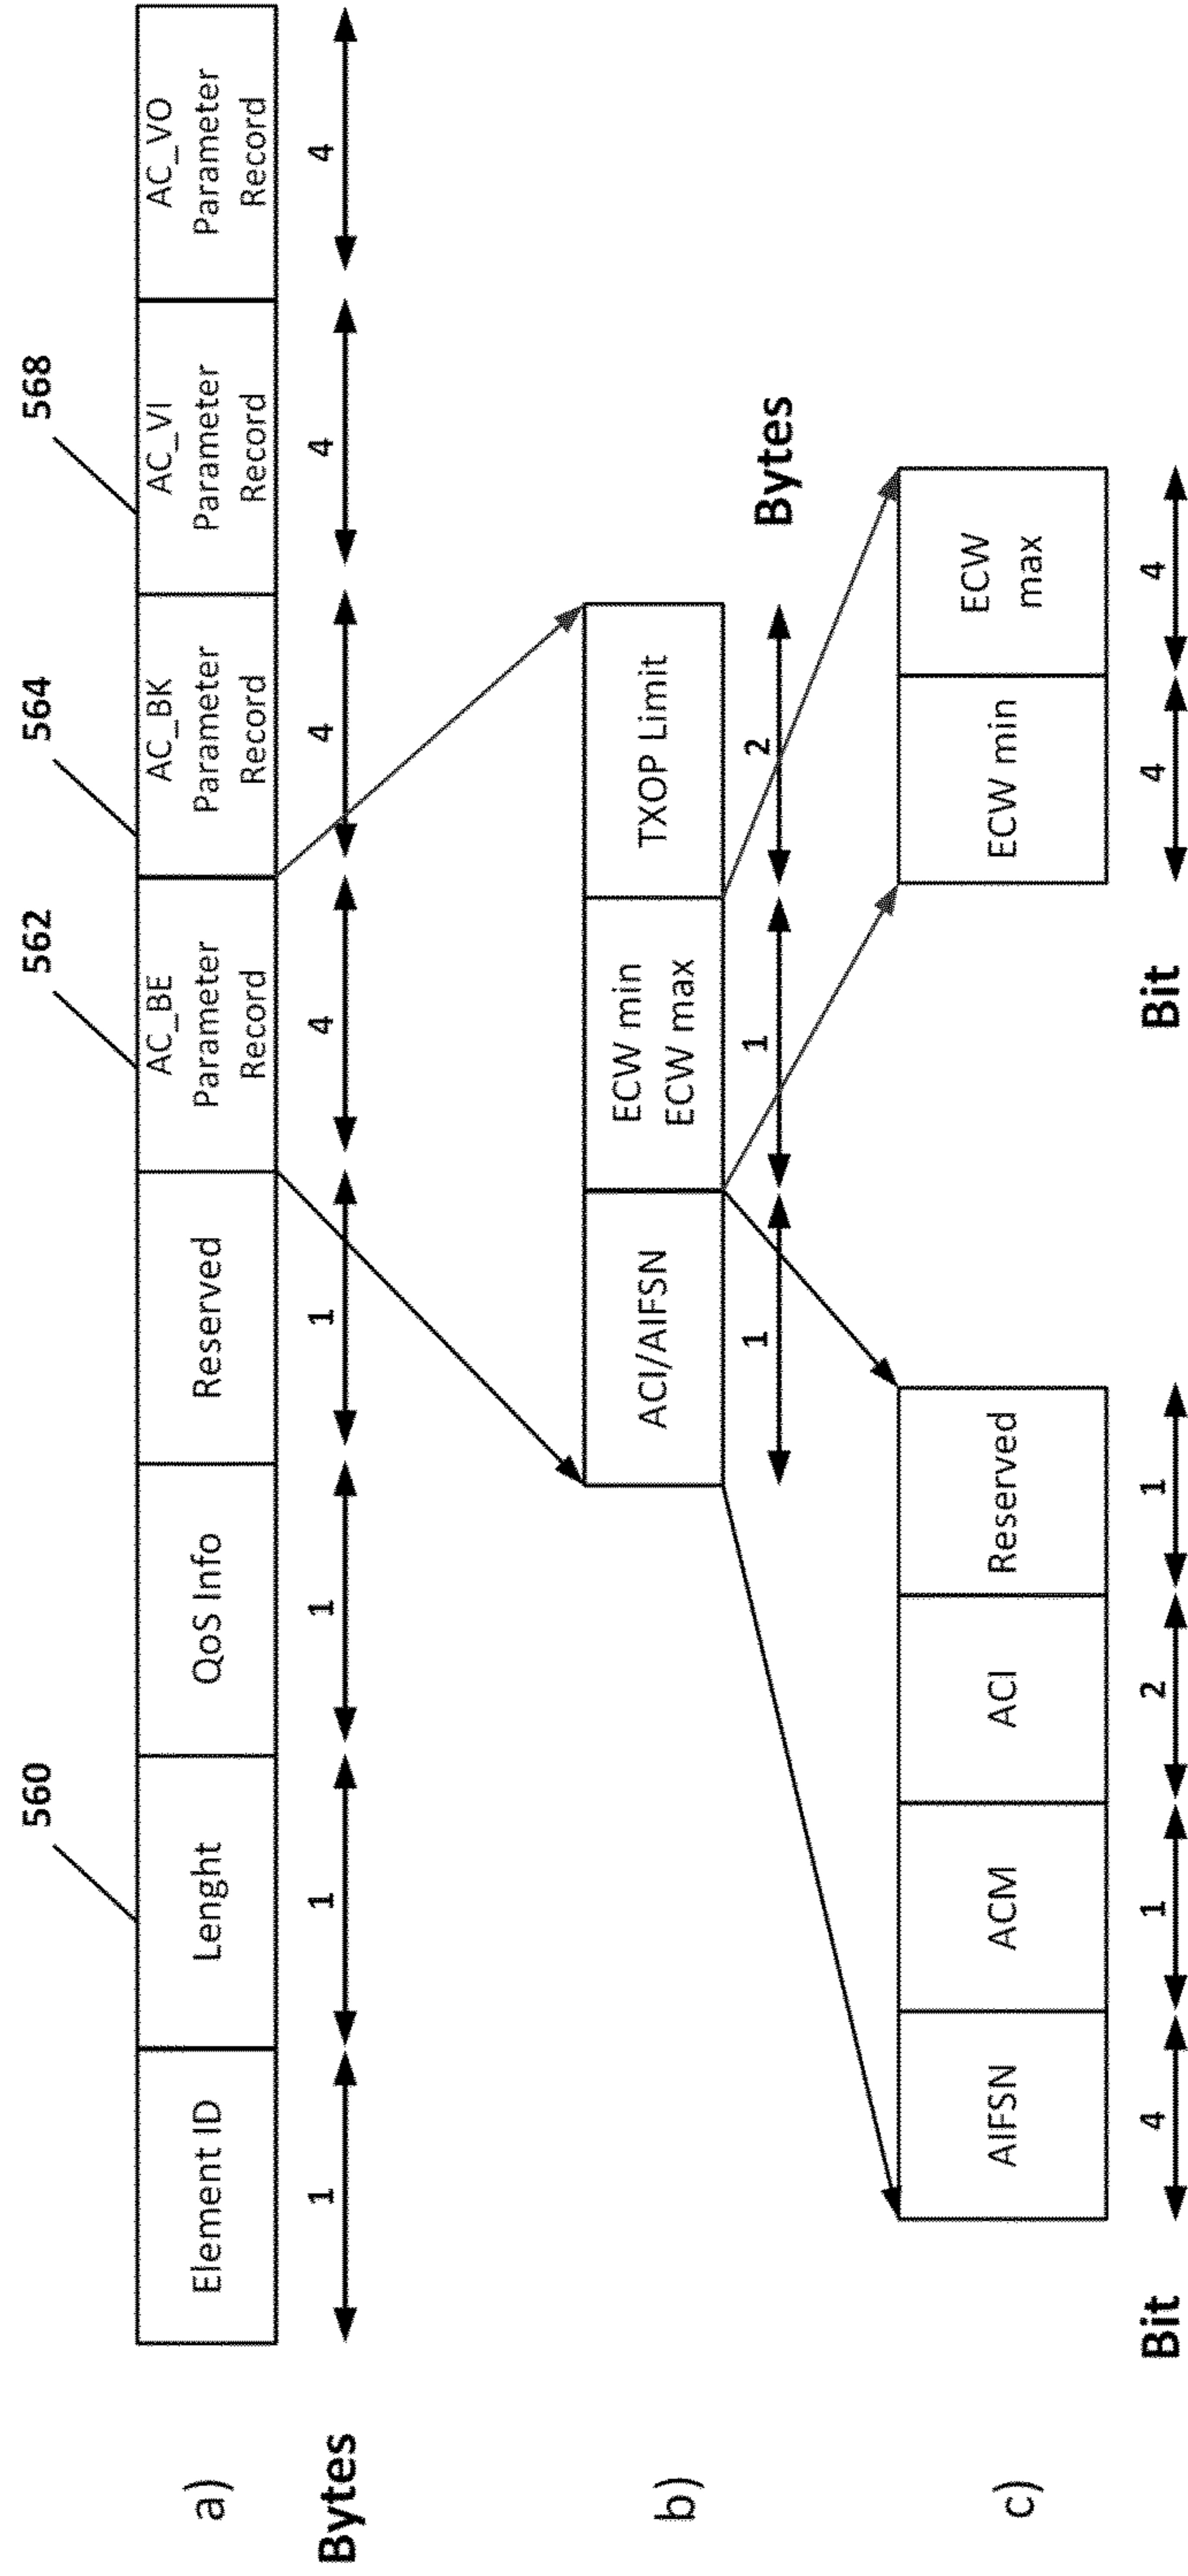 560
562
564
568
a)
Element ID
Lenght
QoS Info
Reserved
AC_BE
Parameter
Record
AC_BK
Parameter
Record
AC_VI
Parameter
Record
AC_VO
Parameter
Record
Bytes
1
1
1
1
4
4
4
4
b)
ACI/AIFSN
ECW min
ECW max
TXOP Limit
1
1
2
Bytes
c)
AIFSN
ACM
ACI
Reserved
ECW min
ECW
max
Bit
4
1
2
1
Bit
4
4